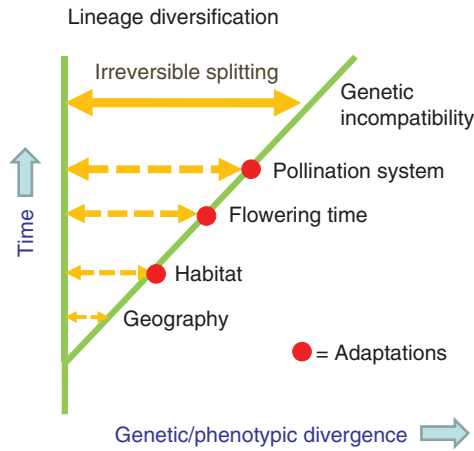 Lineage diversification
Irreversible splitting
Genetic
incompatibility
Pollination system
Flowering time
Habitat
Geography
= Adaptations
Time
Genetic/phenotypic divergence